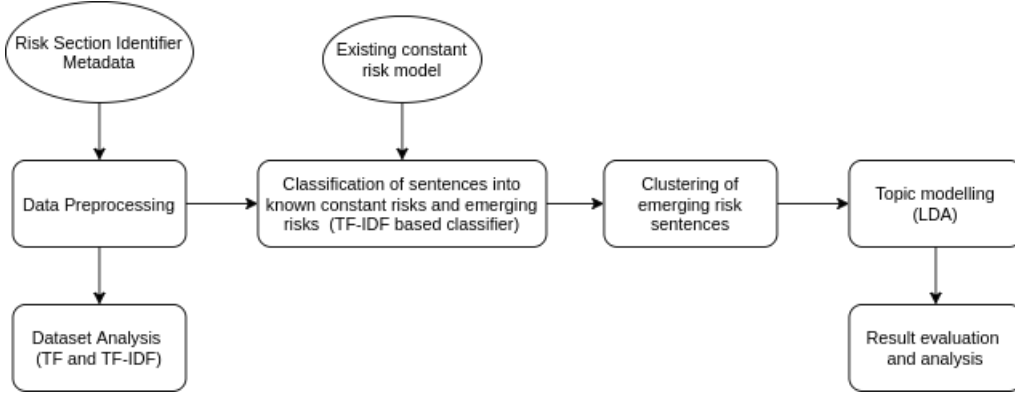 Risk Section Identifier
Metadata
Existing constant
risk model
Data Preprocessing
Classification of sentences into
known constant risks and emerging
risks (TF-IDF based classifier)
Clustering of
emerging risk
sentences
Topic modelling
(LDA)
Dataset Analysis
(TF and TF-IDF)
Result evaluation
and analysis